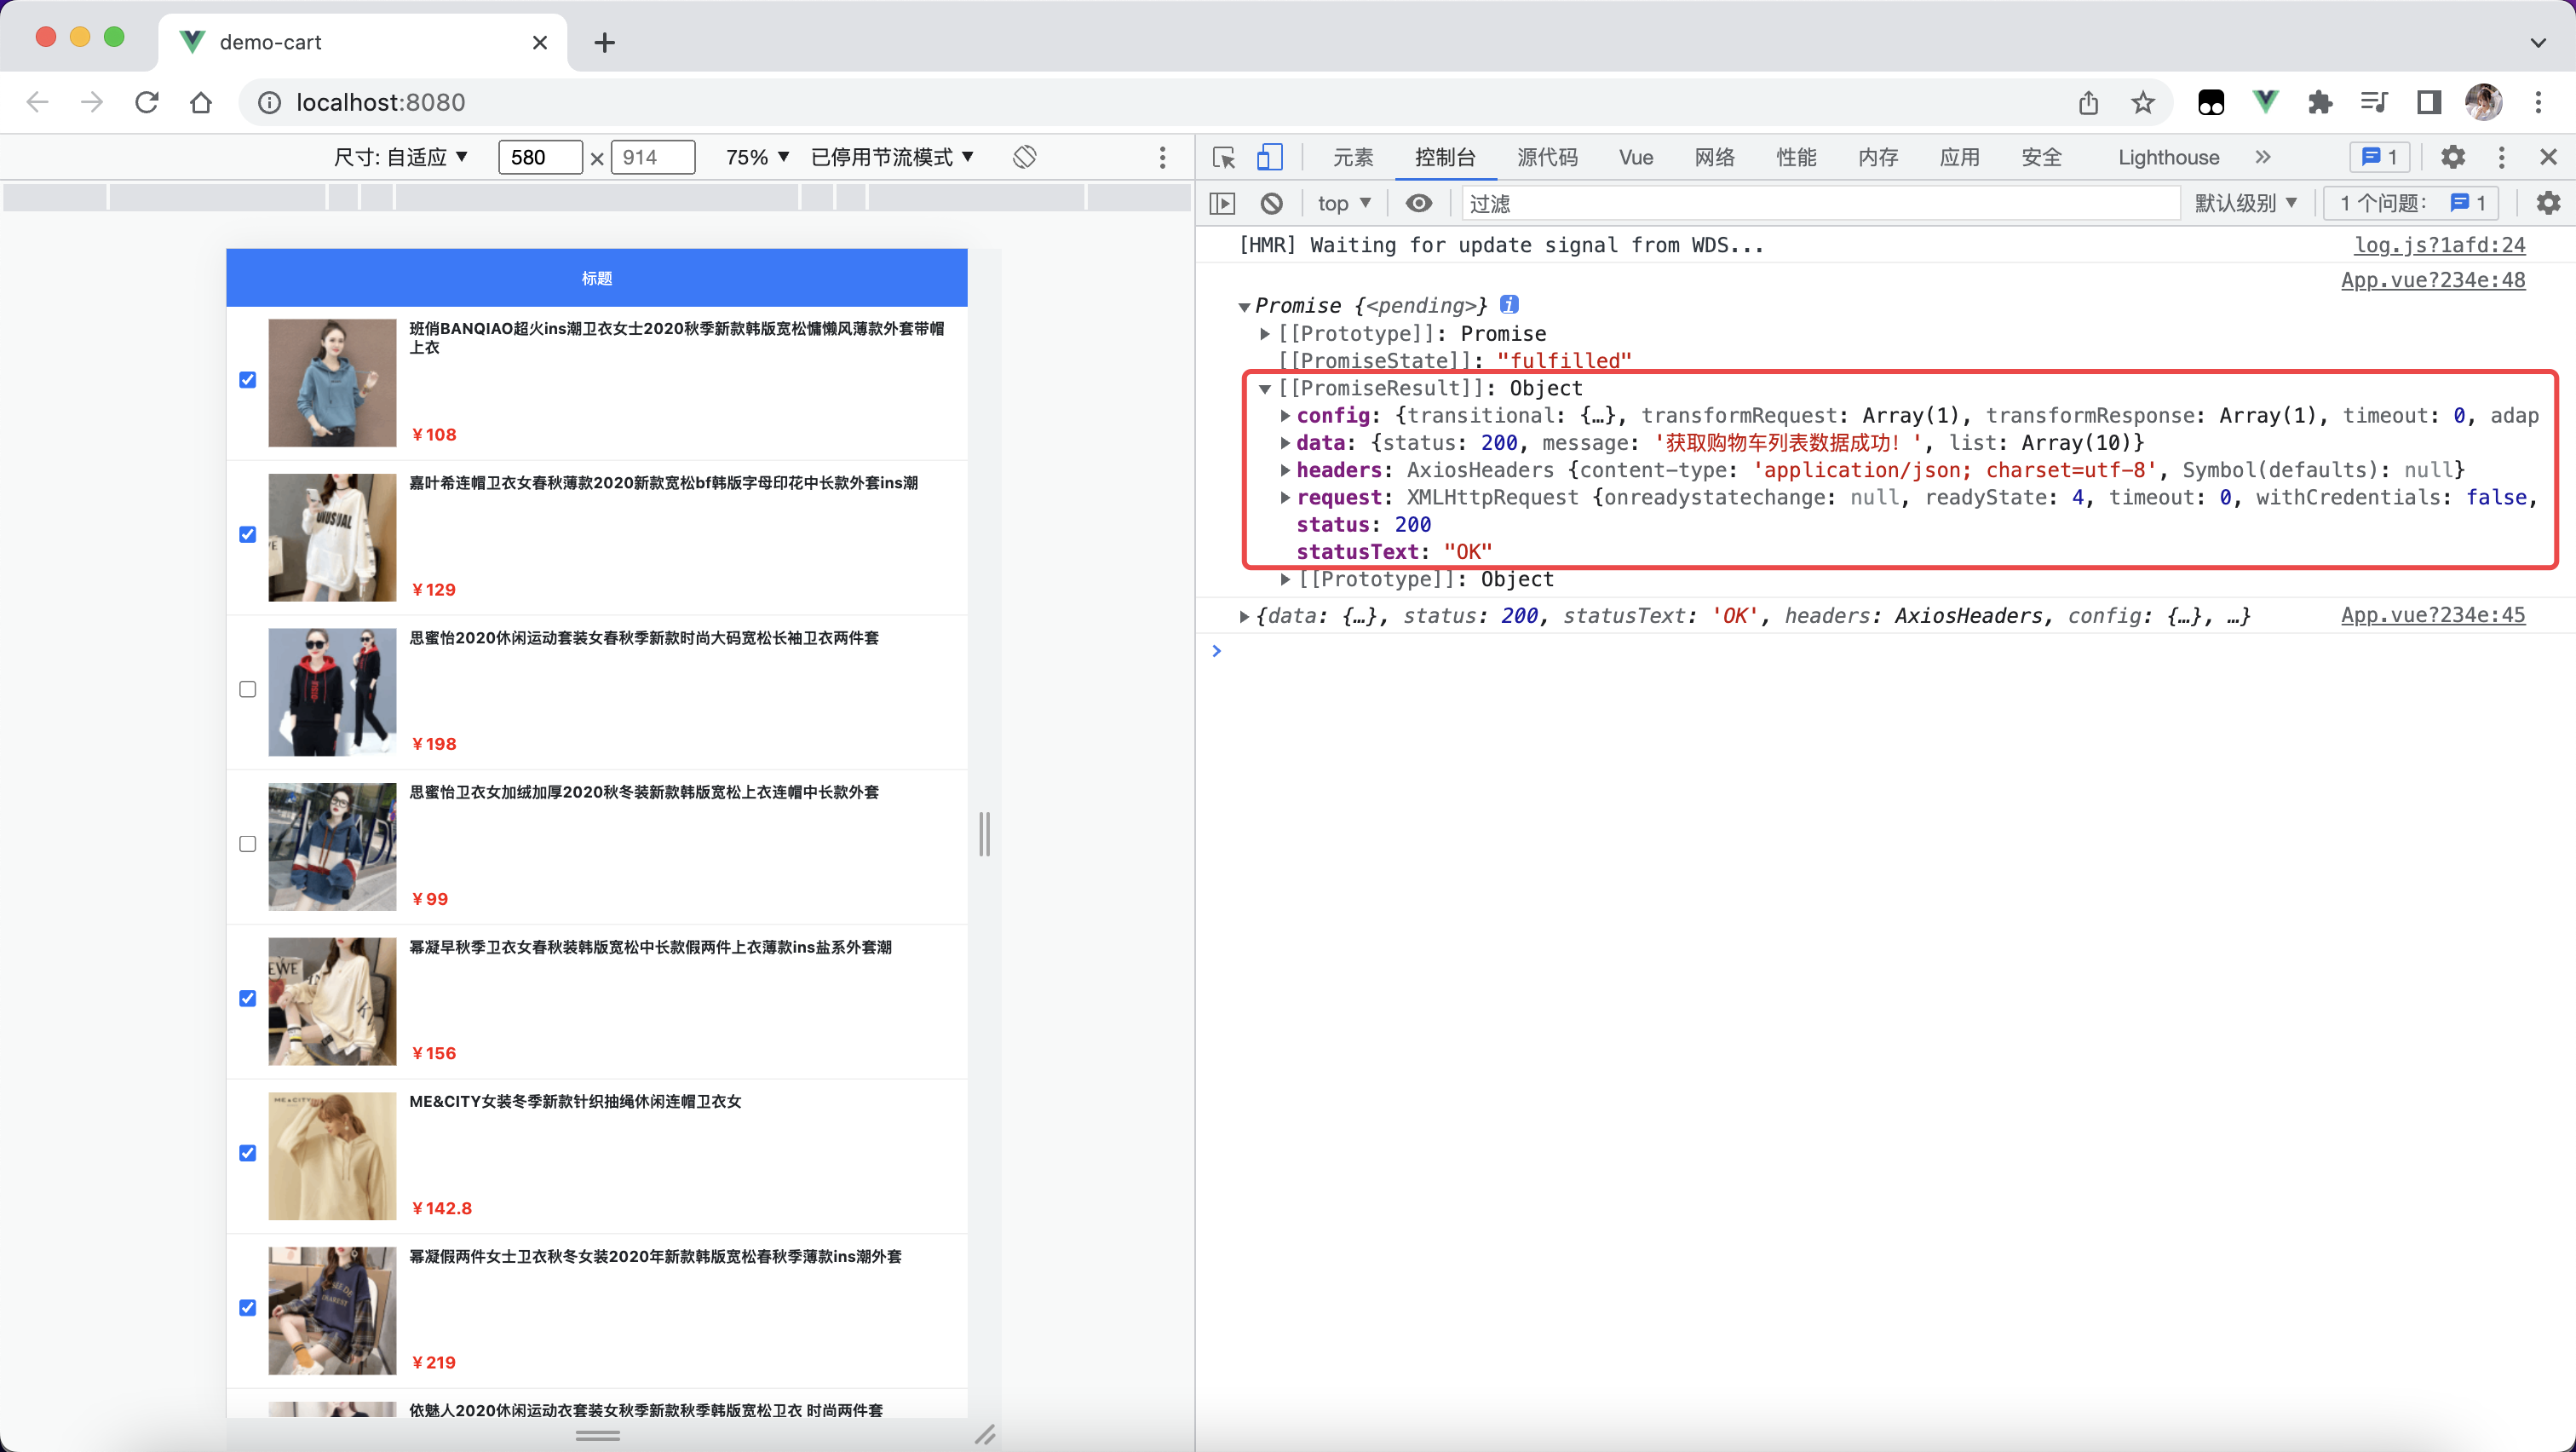 demo-cart
localhost:8080
尺寸: 自适应 ▼ 580 × 914 75% ▼ 已停用节流模式 ▼
元素 控制台 源代码 Vue 网络 性能 内存 应用 安全 Lighthouse » 1
top ▼ 过滤 默认级别 ▼ 1 个问题: 1
标题
班俏BANQIAO超火ins潮卫衣女士2020秋季新款韩版宽松慵懒风薄款外套带帽
上衣
￥108
嘉叶希连帽卫衣女春秋薄款2020新款宽松bf韩版字母印花中长款外套ins潮
￥129
思蜜怡2020休闲运动套装女春秋季新款时尚大码宽松长袖卫衣两件套
￥198
思蜜怡卫衣女加绒加厚2020秋冬装新款韩版宽松上衣连帽中长款外套
￥99
幂凝早秋季卫衣女春秋装韩版宽松中长款假两件上衣薄款ins盐系外套潮
￥156
ME&CITY女装冬季新款针织抽绳休闲连帽卫衣女
￥142.8
幂凝假两件女士卫衣秋冬女装2020年新款韩版宽松春秋季薄款ins潮外套
￥219
依魅人2020休闲运动衣套装女秋季新款秋季韩版宽松卫衣 时尚两件套
[HMR] Waiting for update signal from WDS... log.js?1afd:24
App.vue?234e:48
▼Promise {<pending>} i
▶[[Prototype]]: Promise
[[PromiseState]]: "fulfilled"
▼[[PromiseResult]]: Object
▶config: {transitional: {…}, transformRequest: Array(1), transformResponse: Array(1), timeout: 0, adap
▶data: {status: 200, message: '获取购物车列表数据成功！', list: Array(10)}
▶headers: AxiosHeaders {content-type: 'application/json; charset=utf-8', Symbol(defaults): null}
▶request: XMLHttpRequest {onreadystatechange: null, readyState: 4, timeout: 0, withCredentials: false,
status: 200
statusText: "OK"
▶[[Prototype]]: Object
▶{data: {…}, status: 200, statusText: 'OK', headers: AxiosHeaders, config: {…}, …} App.vue?234e:45